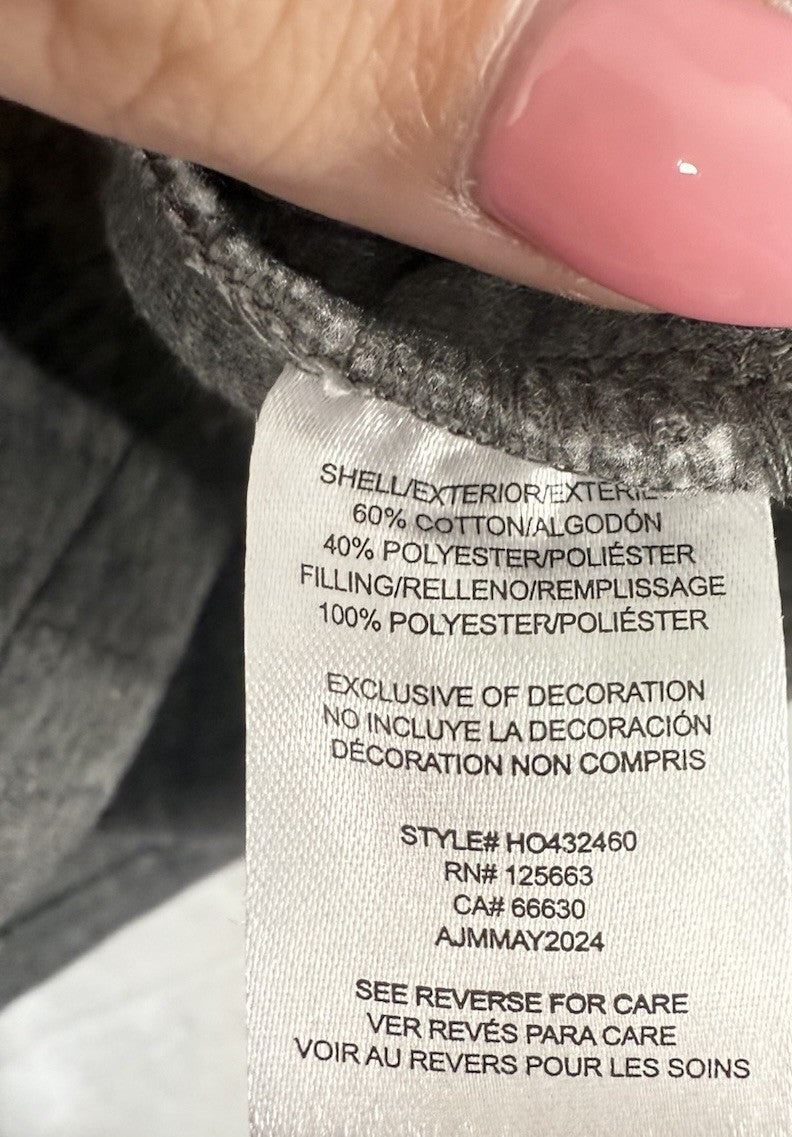 SHELL/EXTERIOR/EXTERIE
60% COTTON/ALGODÓN
40% POLYESTER/POLIÉSTER
FILLING/RELLENO/REMPLISSAGE
100% POLYESTER/POLIÉSTER
EXCLUSIVE OF DECORATION
NO INCLUYE LA DECORACIÓN
DÉCORATION NON COMPRIS
STYLE# HO432460
RN# 125663
CA# 66630
AJMMAY2024
SEE REVERSE FOR CARE
VER REVÉS PARA CARE
VOIR AU REVERS POUR LES SOINS